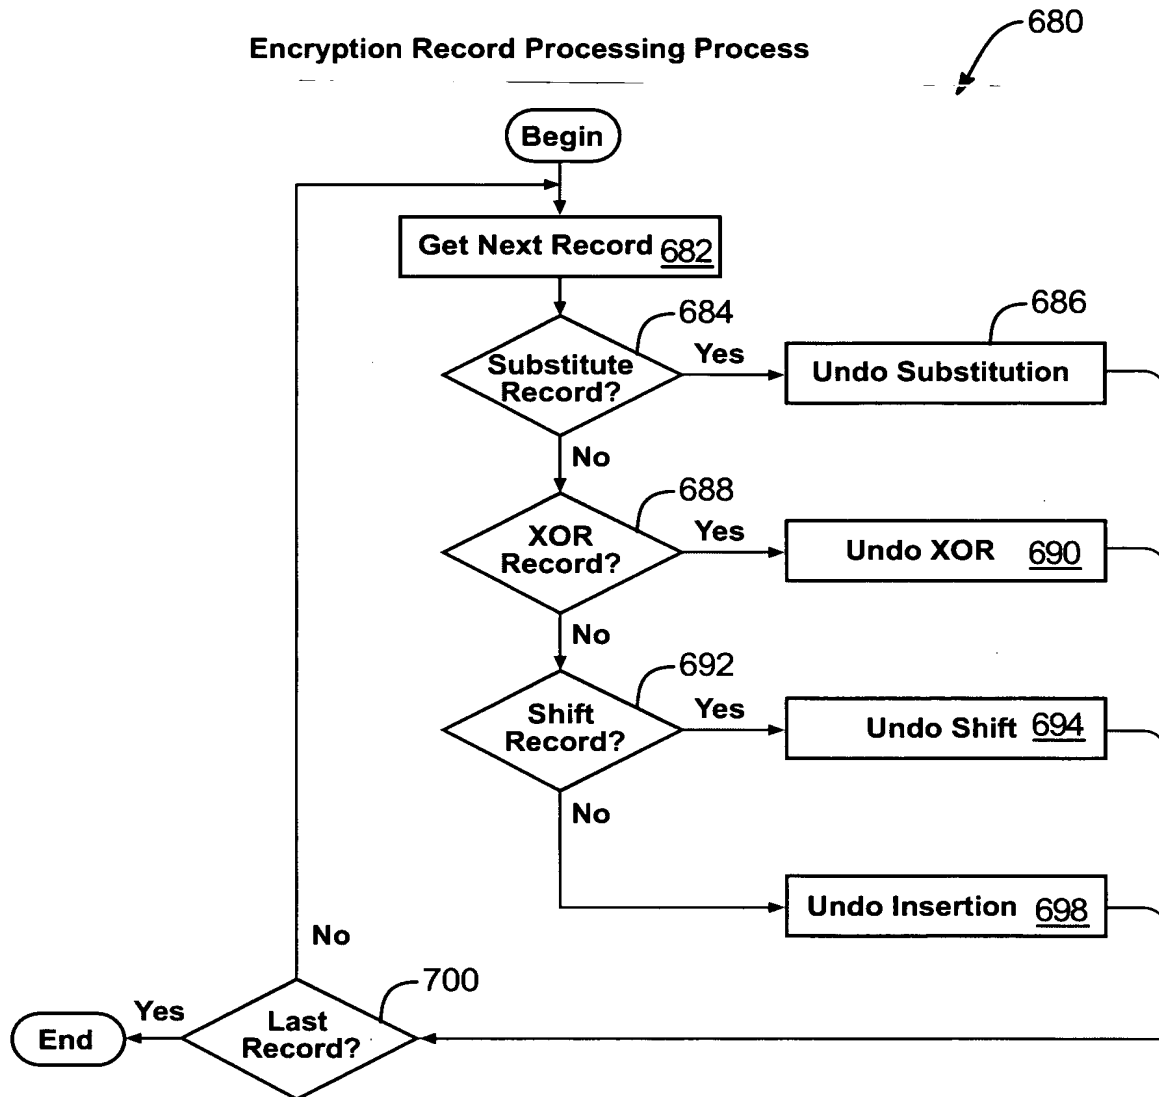 680
Encryption Record Processing Process
Begin
Get Next Record 682
684
686
Substitute
Record?
Yes
Undo Substitution
No
688
XOR
Record?
Yes
Undo XOR 690
No
692
Shift
Record?
Yes
Undo Shift 694
No
Undo Insertion 698
No
700
Yes
End
Last
Record?